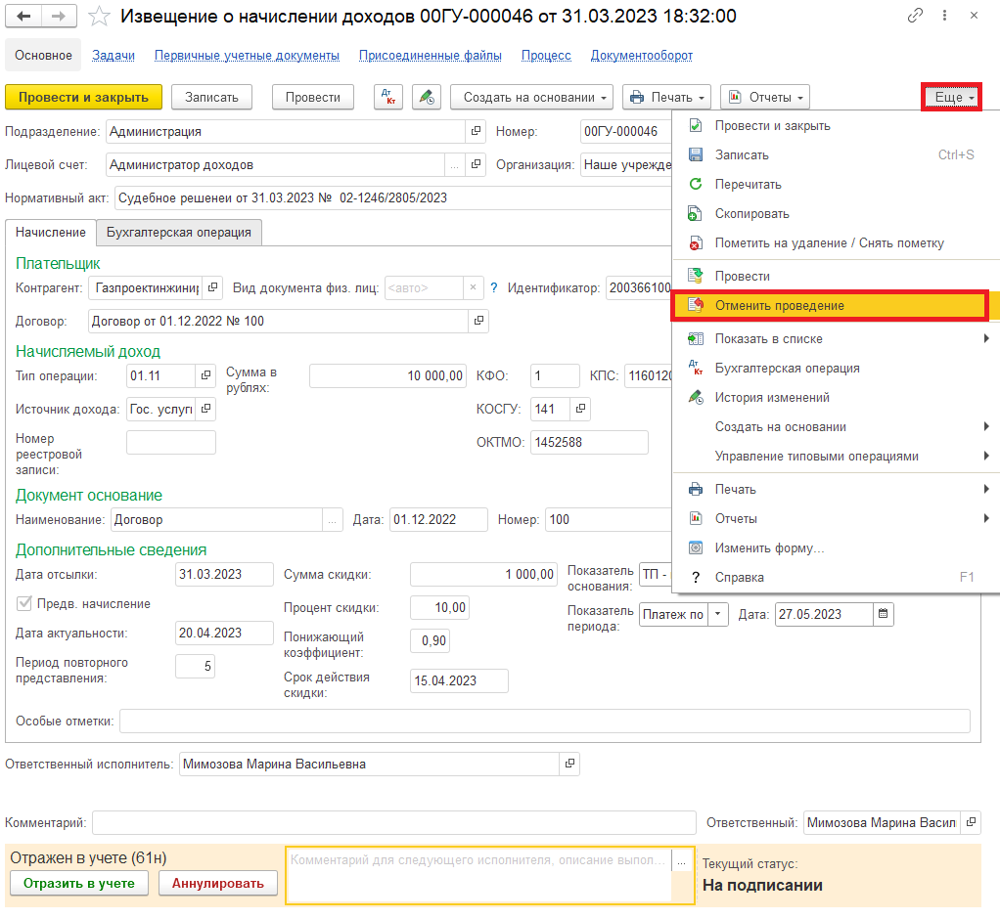 Извещение о начислении доходов 00ГУ-000046 от 31.03.2023 18:32:00
Основное Задачи Первичные учетные документы Присоединенные файлы Процесс Документооборот
Провести и закрыть Записать Провести Дт Кт Создать на основании Печать Отчеты Еще
Подразделение: Администрация Номер: 00ГУ-000046
Лицевой счет: Администратор доходов ... Организация: Наше учрежде
Нормативный акт: Судебное решенеи от 31.03.2023 № 02-1246/2805/2023
Начисление Бухгалтерская операция
Плательщик
Контрагент: Газпроектинжинир Вид документа физ. лиц: <авто> × ? Идентификатор: 200366100
Договор: Договор от 01.12.2022 № 100
Начисляемый доход
Тип операции: 01.11 Сумма в рублях: 10 000,00 КФО: 1 КПС: 1160120
Источник дохода: Гос. услуги КОСГУ: 141
Номер реестровой записи: ОКТМО: 1452588
Документ основание
Наименование: Договор ... Дата: 01.12.2022 Номер: 100
Дополнительные сведения
Дата отсылки: 31.03.2023 Сумма скидки: 1 000,00 Показатель основания: ТП -
Предв. начисление Процент скидки: 10,00 Показатель периода: Платеж по Дата: 27.05.2023
Дата актуальности: 20.04.2023 Понижающий коэффициент: 0,90
Период повторного представления: 5 Срок действия скидки: 15.04.2023
Особые отметки:
Ответственный исполнитель: Мимозова Марина Васильевна
Комментарий: Ответственный: Мимозова Марина Васил
Отражен в учете (61н)
Отразить в учете Аннулировать
Комментарий для следующего исполнителя, описание выпол... ...
Текущий статус:
На подписании
Провести и закрыть
Записать Ctrl+S
Перечитать
Скопировать
Пометить на удаление / Снять пометку
Провести
Отменить проведение
Показать в списке
Дт Кт Бухгалтерская операция
История изменений
Создать на основании
Управление типовыми операциями
Печать
Отчеты
Изменить форму...
? Справка F1